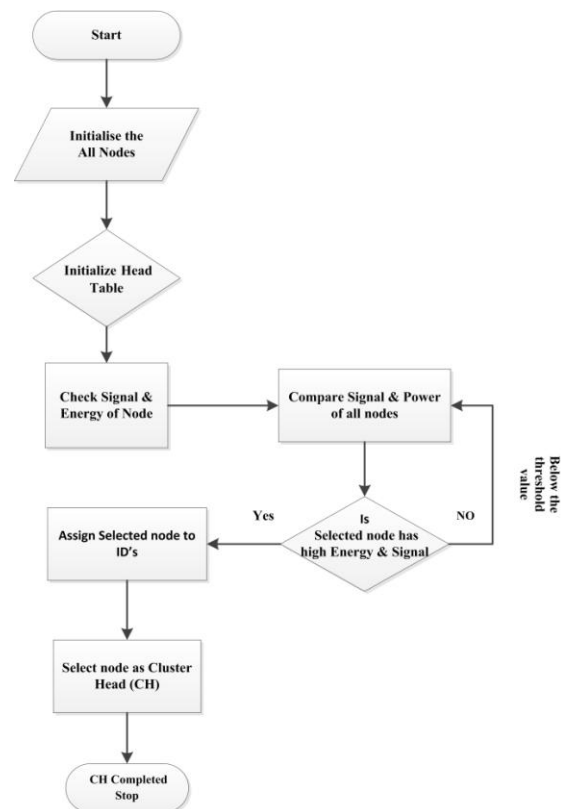 Start
Initialise the
All Nodes
Initialize Head
Table
Check Signal &
Energy of Node
Compare Signal & Power
of all nodes
Below the
threshold
value
Is
Selected node has
high Energy & Signal
NO
Yes
Assign Selected node to
ID's
Select node as Cluster
Head (CH)
CH Completed
Stop